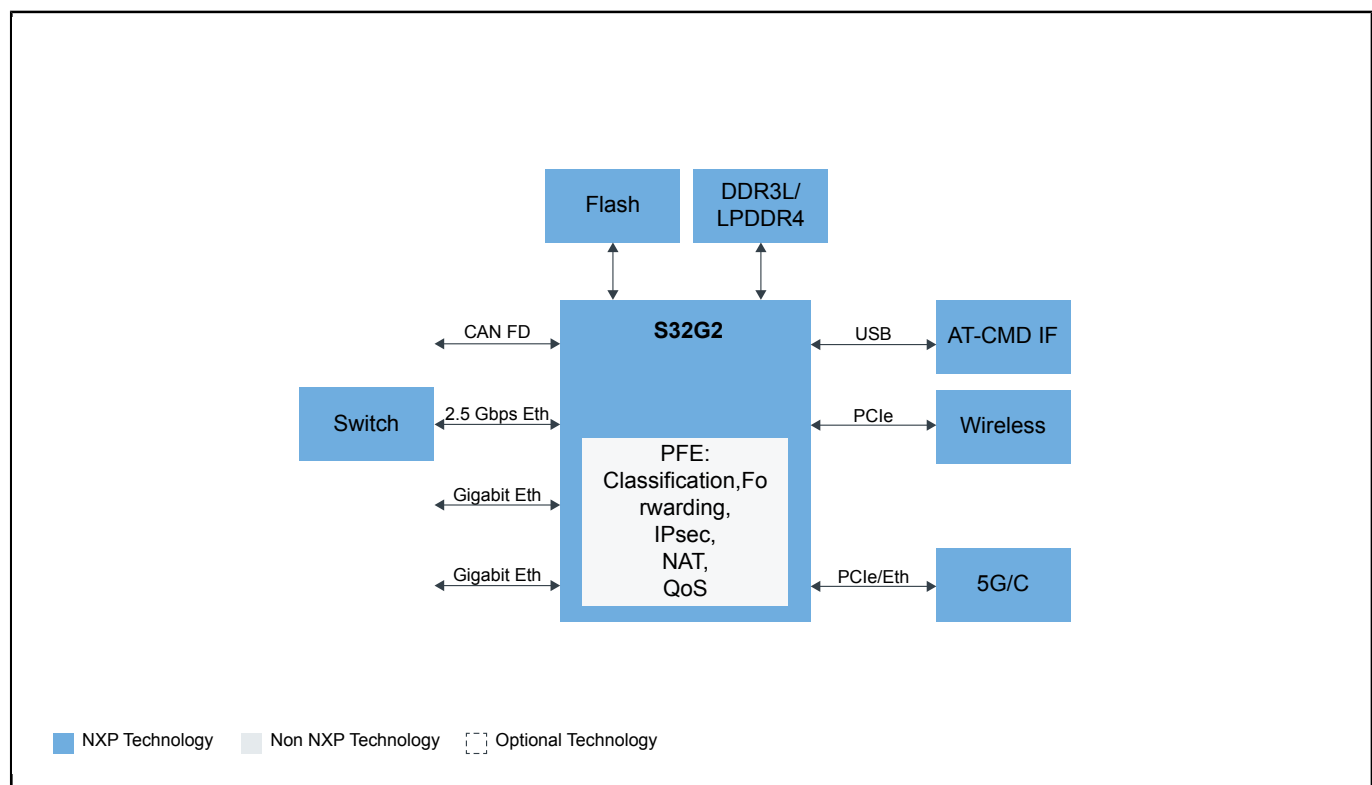 Flash
DDR3L/
LPDDR4
S32G2
CAN FD
USB
AT-CMD IF
Switch
2.5 Gbps Eth
PCIe
Wireless
PFE:
Classification,Fo
rwarding,
IPsec,
NAT,
QoS
Gigabit Eth
Gigabit Eth
PCIe/Eth
5G/C
NXP Technology
Non NXP Technology
Optional Technology